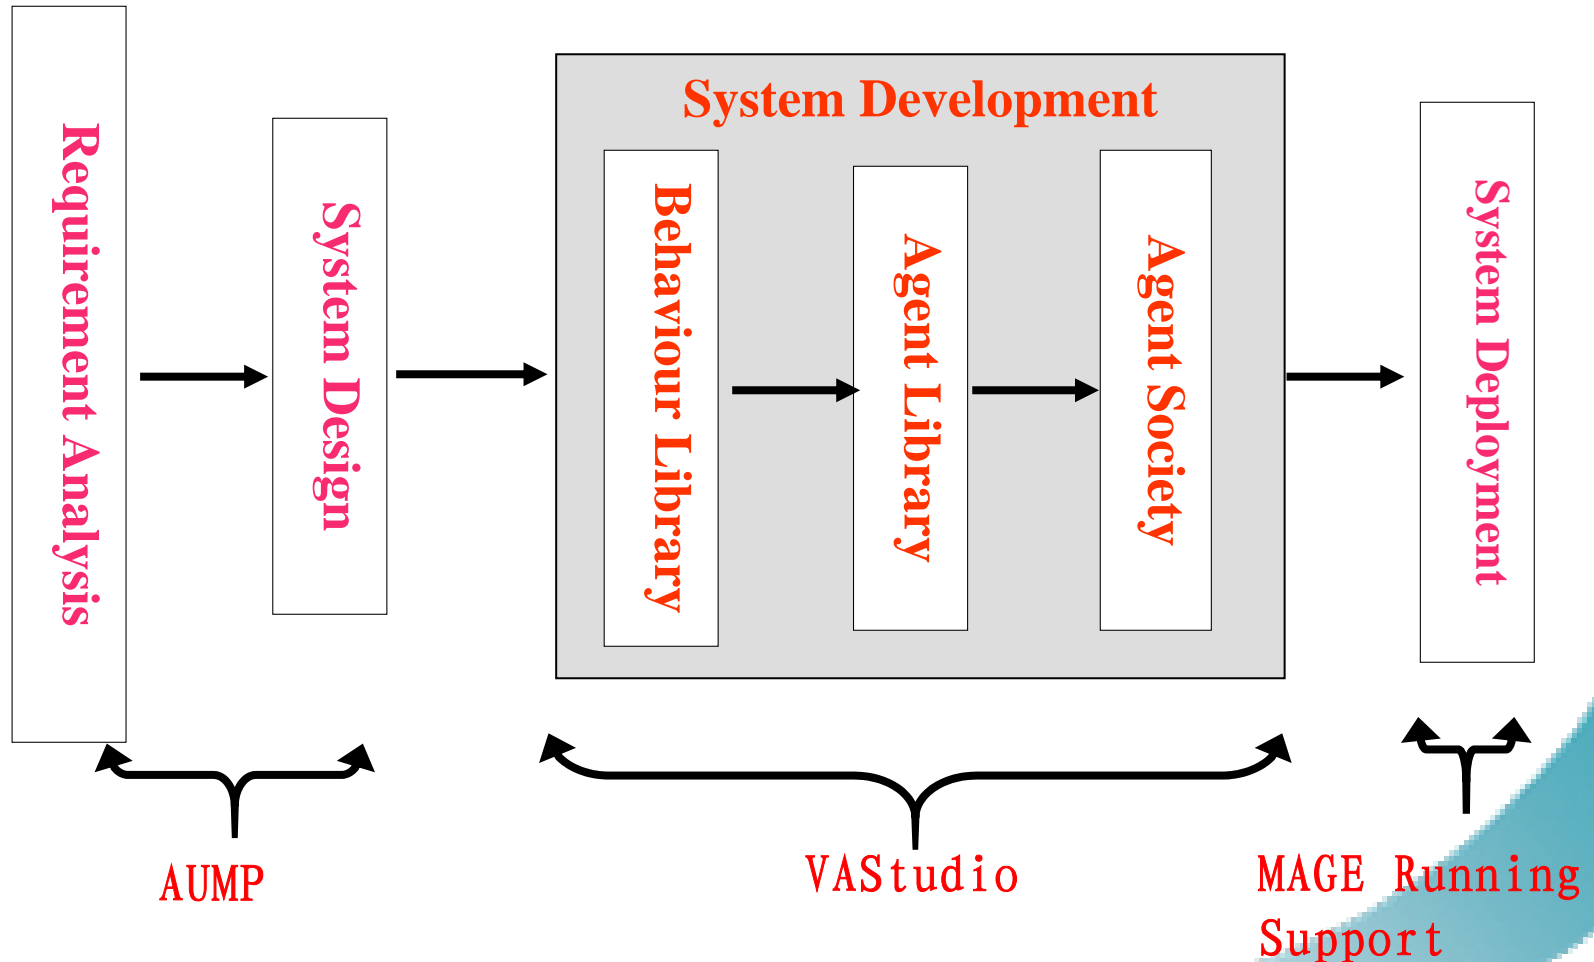 Requirement Analysis
System Design
System Development
Behaviour Library
Agent Library
Agent Society
System Deployment
AUMP
VAStudio
MAGE Running
Support